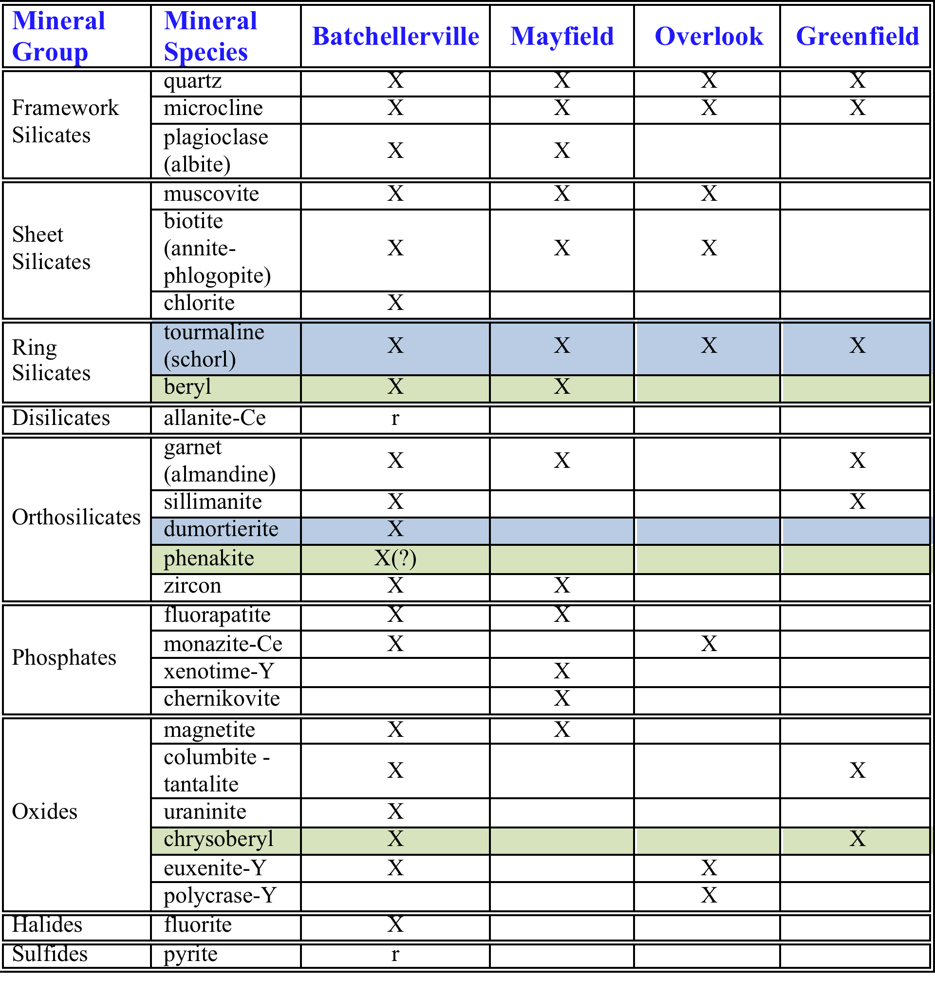 Mineral Group Mineral Species Batchellerville Mayfield Overlook Greenfield
Framework Silicates quartz X X X X
microcline X X X X
plagioclase (albite) X X
Sheet Silicates muscovite X X X
biotite (annite-phlogopite) X X X
chlorite X
Ring Silicates tourmaline (schorl) X X X X
beryl X X
Disilicates allanite-Ce r
Orthosilicates garnet (almandine) X X X
sillimanite X X
dumortierite X
phenakite X(?)
zircon X X
Phosphates fluorapatite X X
monazite-Ce X X
xenotime-Y X
chernikovite X
Oxides magnetite X X
columbite - tantalite X X
uraninite X
chrysoberyl X X
euxenite-Y X X
polycrase-Y X
Halides fluorite X
Sulfides pyrite r